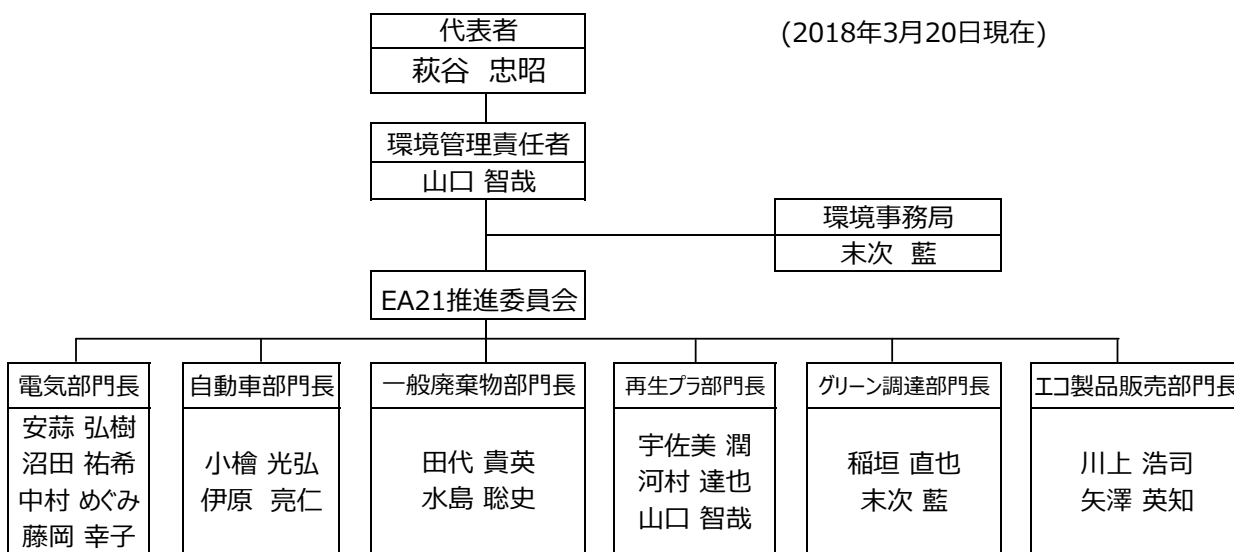 代表者
(2018年3月20日現在)
萩谷 忠昭
環境管理責任者
山口 智哉
環境事務局
末次 藍
EA21推進委員会
電気部門長
安蒜 弘樹
沼田 祐希
中村 めぐみ
藤岡 幸子
自動車部門長
小檜 光弘
伊原 亮仁
一般廃棄物部門長
田代 貴英
水島 聡史
再生プラ部門長
宇佐美 潤
河村 達也
山口 智哉
グリーン調達部門長
稲垣 直也
末次 藍
エコ製品販売部門長
川上 浩司
矢澤 英知